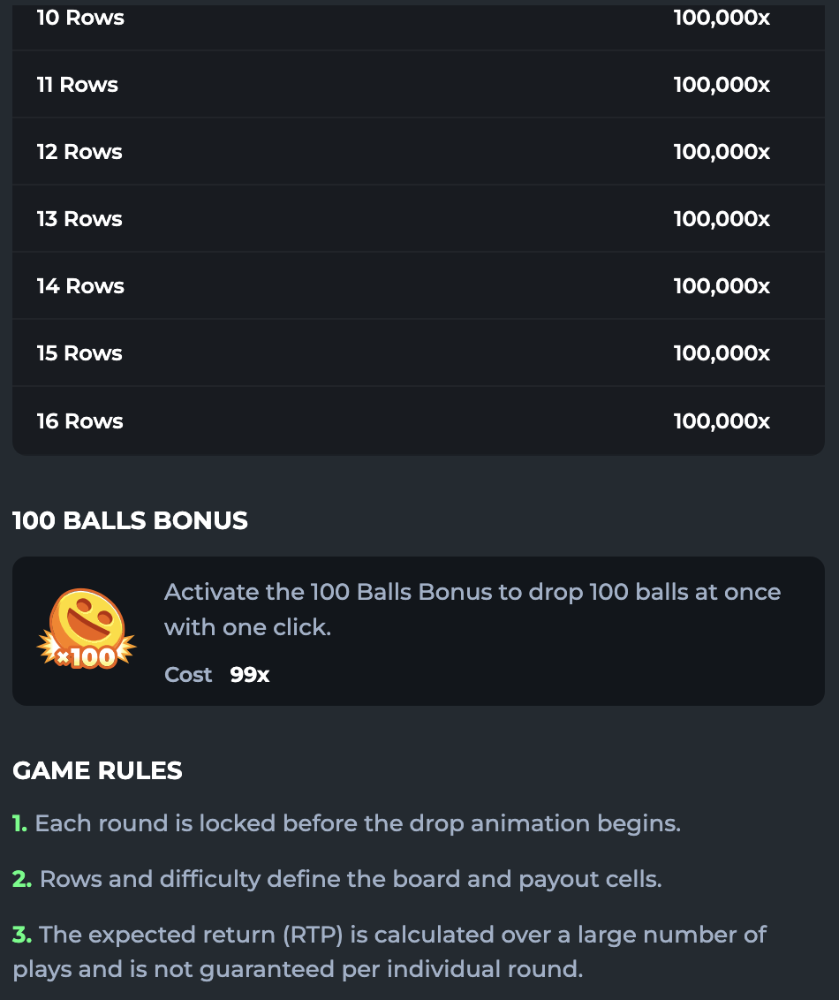 10 Rows 100,000x
11 Rows 100,000x
12 Rows 100,000x
13 Rows 100,000x
14 Rows 100,000x
15 Rows 100,000x
16 Rows 100,000x
100 BALLS BONUS
Activate the 100 Balls Bonus to drop 100 balls at once
with one click.
×100
Cost 99x
GAME RULES
1. Each round is locked before the drop animation begins.
2. Rows and difficulty define the board and payout cells.
3. The expected return (RTP) is calculated over a large number of
plays and is not guaranteed per individual round.